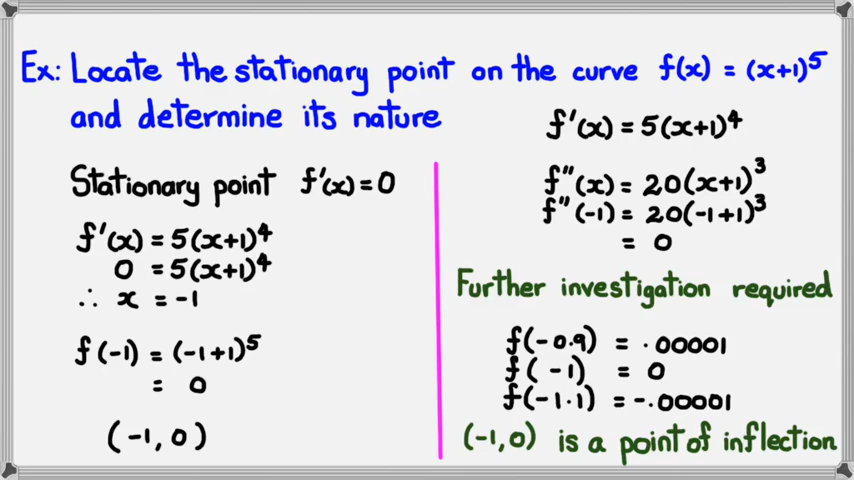 Ex: Locate the stationary point on the curve f(x) = (x+1)⁵
and determine its nature
Stationary point f'(x) = 0
f'(x) = 5(x+1)⁴
0 = 5(x+1)⁴
∴ x = -1
f(-1) = (-1+1)⁵
= 0
(-1, 0)
f'(x) = 5(x+1)⁴
f''(x) = 20(x+1)³
f''(-1) = 20(-1+1)³
= 0
Further investigation required
f(-0.9) = .00001
f(-1) = 0
f(-1.1) = -.00001
(-1, 0) is a point of inflection